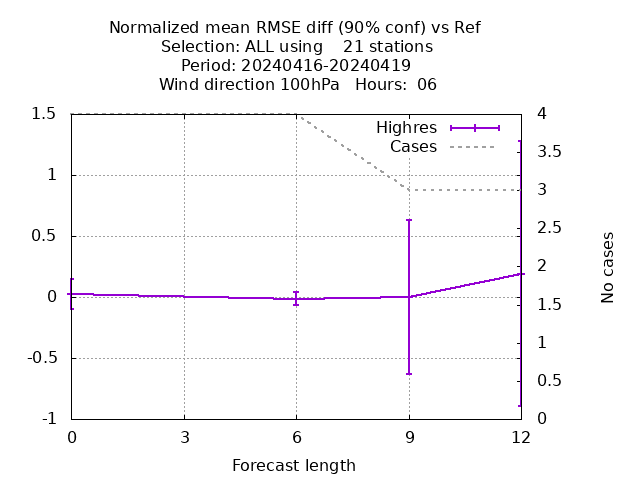 Normalized mean RMSE diff (90% conf) vs Ref
Selection: ALL using    21 stations
Period: 20240416-20240419
Wind direction 100hPa   Hours:  06
Highres
Cases
1.5
1
0.5
0
-0.5
-1
4
3.5
3
2.5
2
1.5
1
0.5
0
No cases
0 3 6 9 12
Forecast length